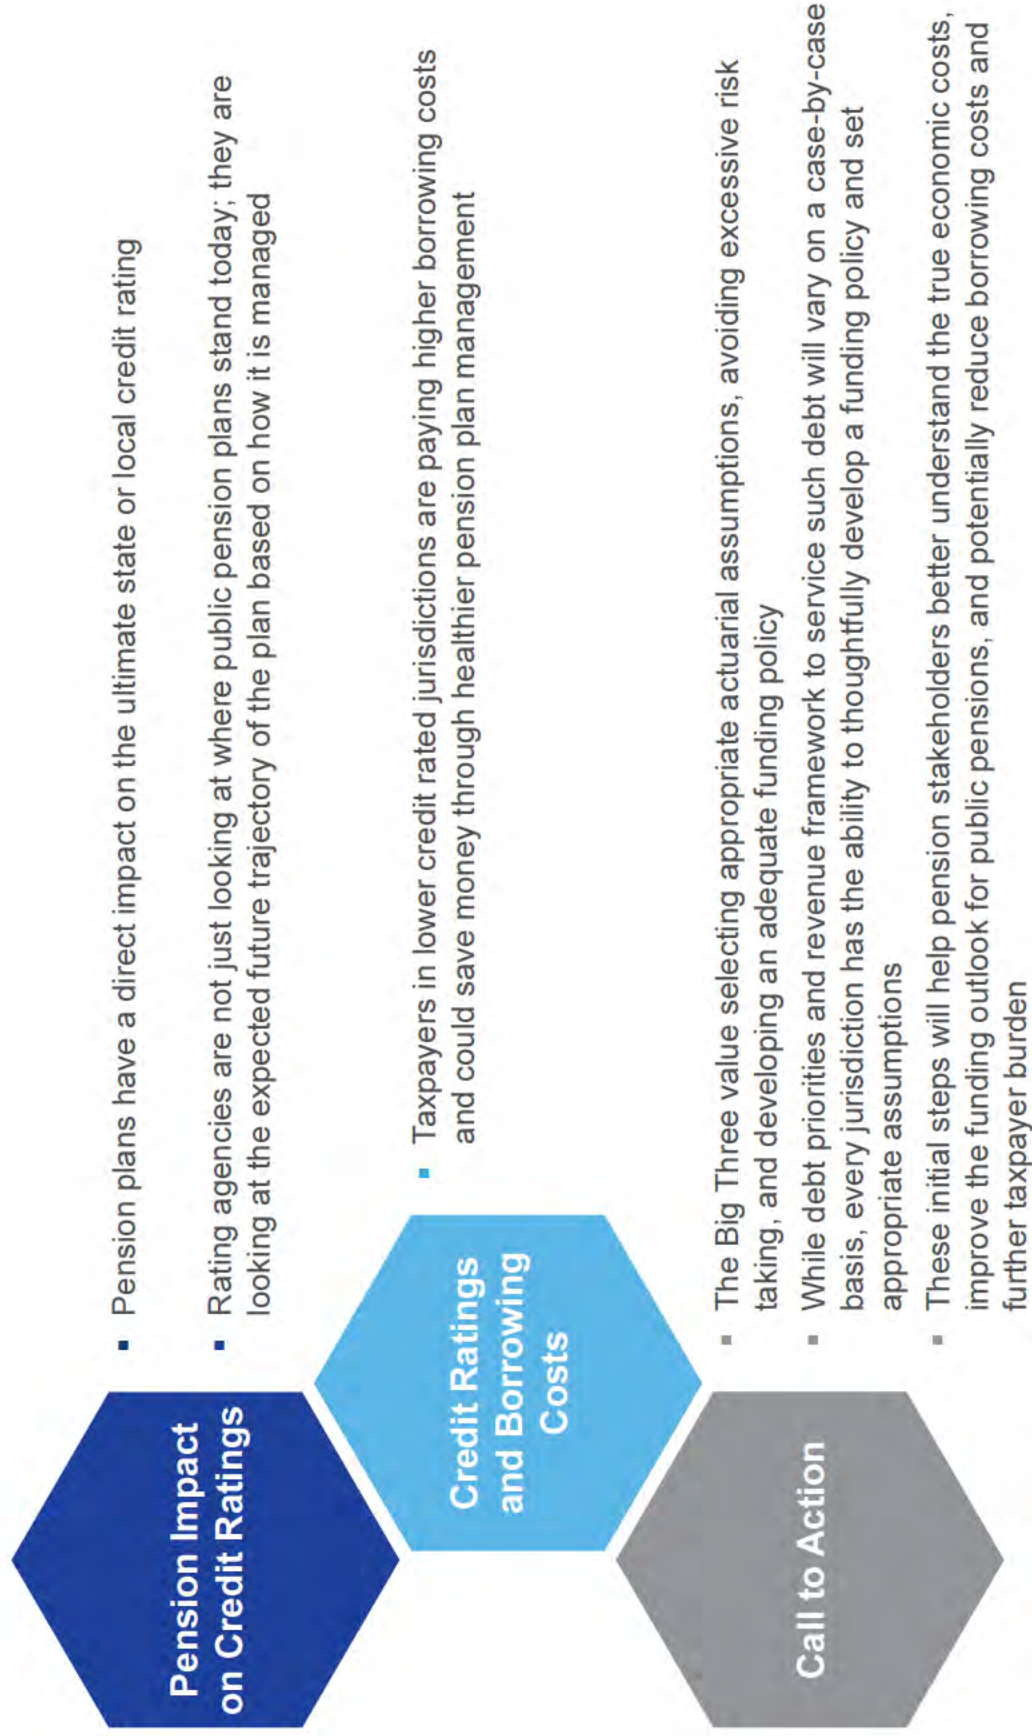 Pension Impact
on Credit Ratings
▪ Pension plans have a direct impact on the ultimate state or local credit rating
▪ Rating agencies are not just looking at where public pension plans stand today; they are
looking at the expected future trajectory of the plan based on how it is managed
Credit Ratings
and Borrowing
Costs
▪ Taxpayers in lower credit rated jurisdictions are paying higher borrowing costs
and could save money through healthier pension plan management
Call to Action
▪ The Big Three value selecting appropriate actuarial assumptions, avoiding excessive risk
taking, and developing an adequate funding policy
▪ While debt priorities and revenue framework to service such debt will vary on a case-by-case
basis, every jurisdiction has the ability to thoughtfully develop a funding policy and set
appropriate assumptions
▪ These initial steps will help pension stakeholders better understand the true economic costs,
improve the funding outlook for public pensions, and potentially reduce borrowing costs and
further taxpayer burden